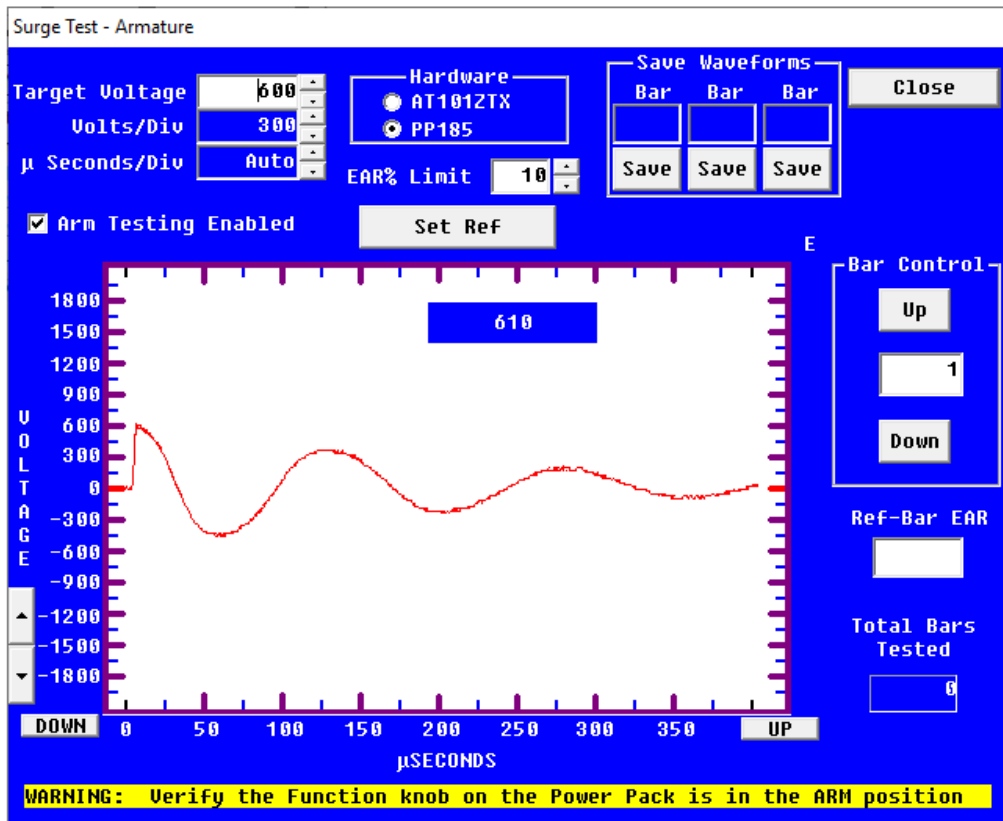 Surge Test - Armature
Target Voltage 600
Volts/Div 300
µ Seconds/Div Auto
Hardware
AT101ZTX
PP185
EAR% Limit 10
Save Waveforms
Bar Bar Bar
Save Save Save
Close
Arm Testing Enabled
Set Ref
E
610
1800
1500
1200
900
600
300
0
-300
-600
-900
-1200
-1500
-1800
VOLTAGE
0 50 100 150 200 250 300 350
µSECONDS
DOWN
UP
Bar Control
Up
1
Down
Ref-Bar EAR
Total Bars
Tested
0
WARNING: Verify the Function knob on the Power Pack is in the ARM position